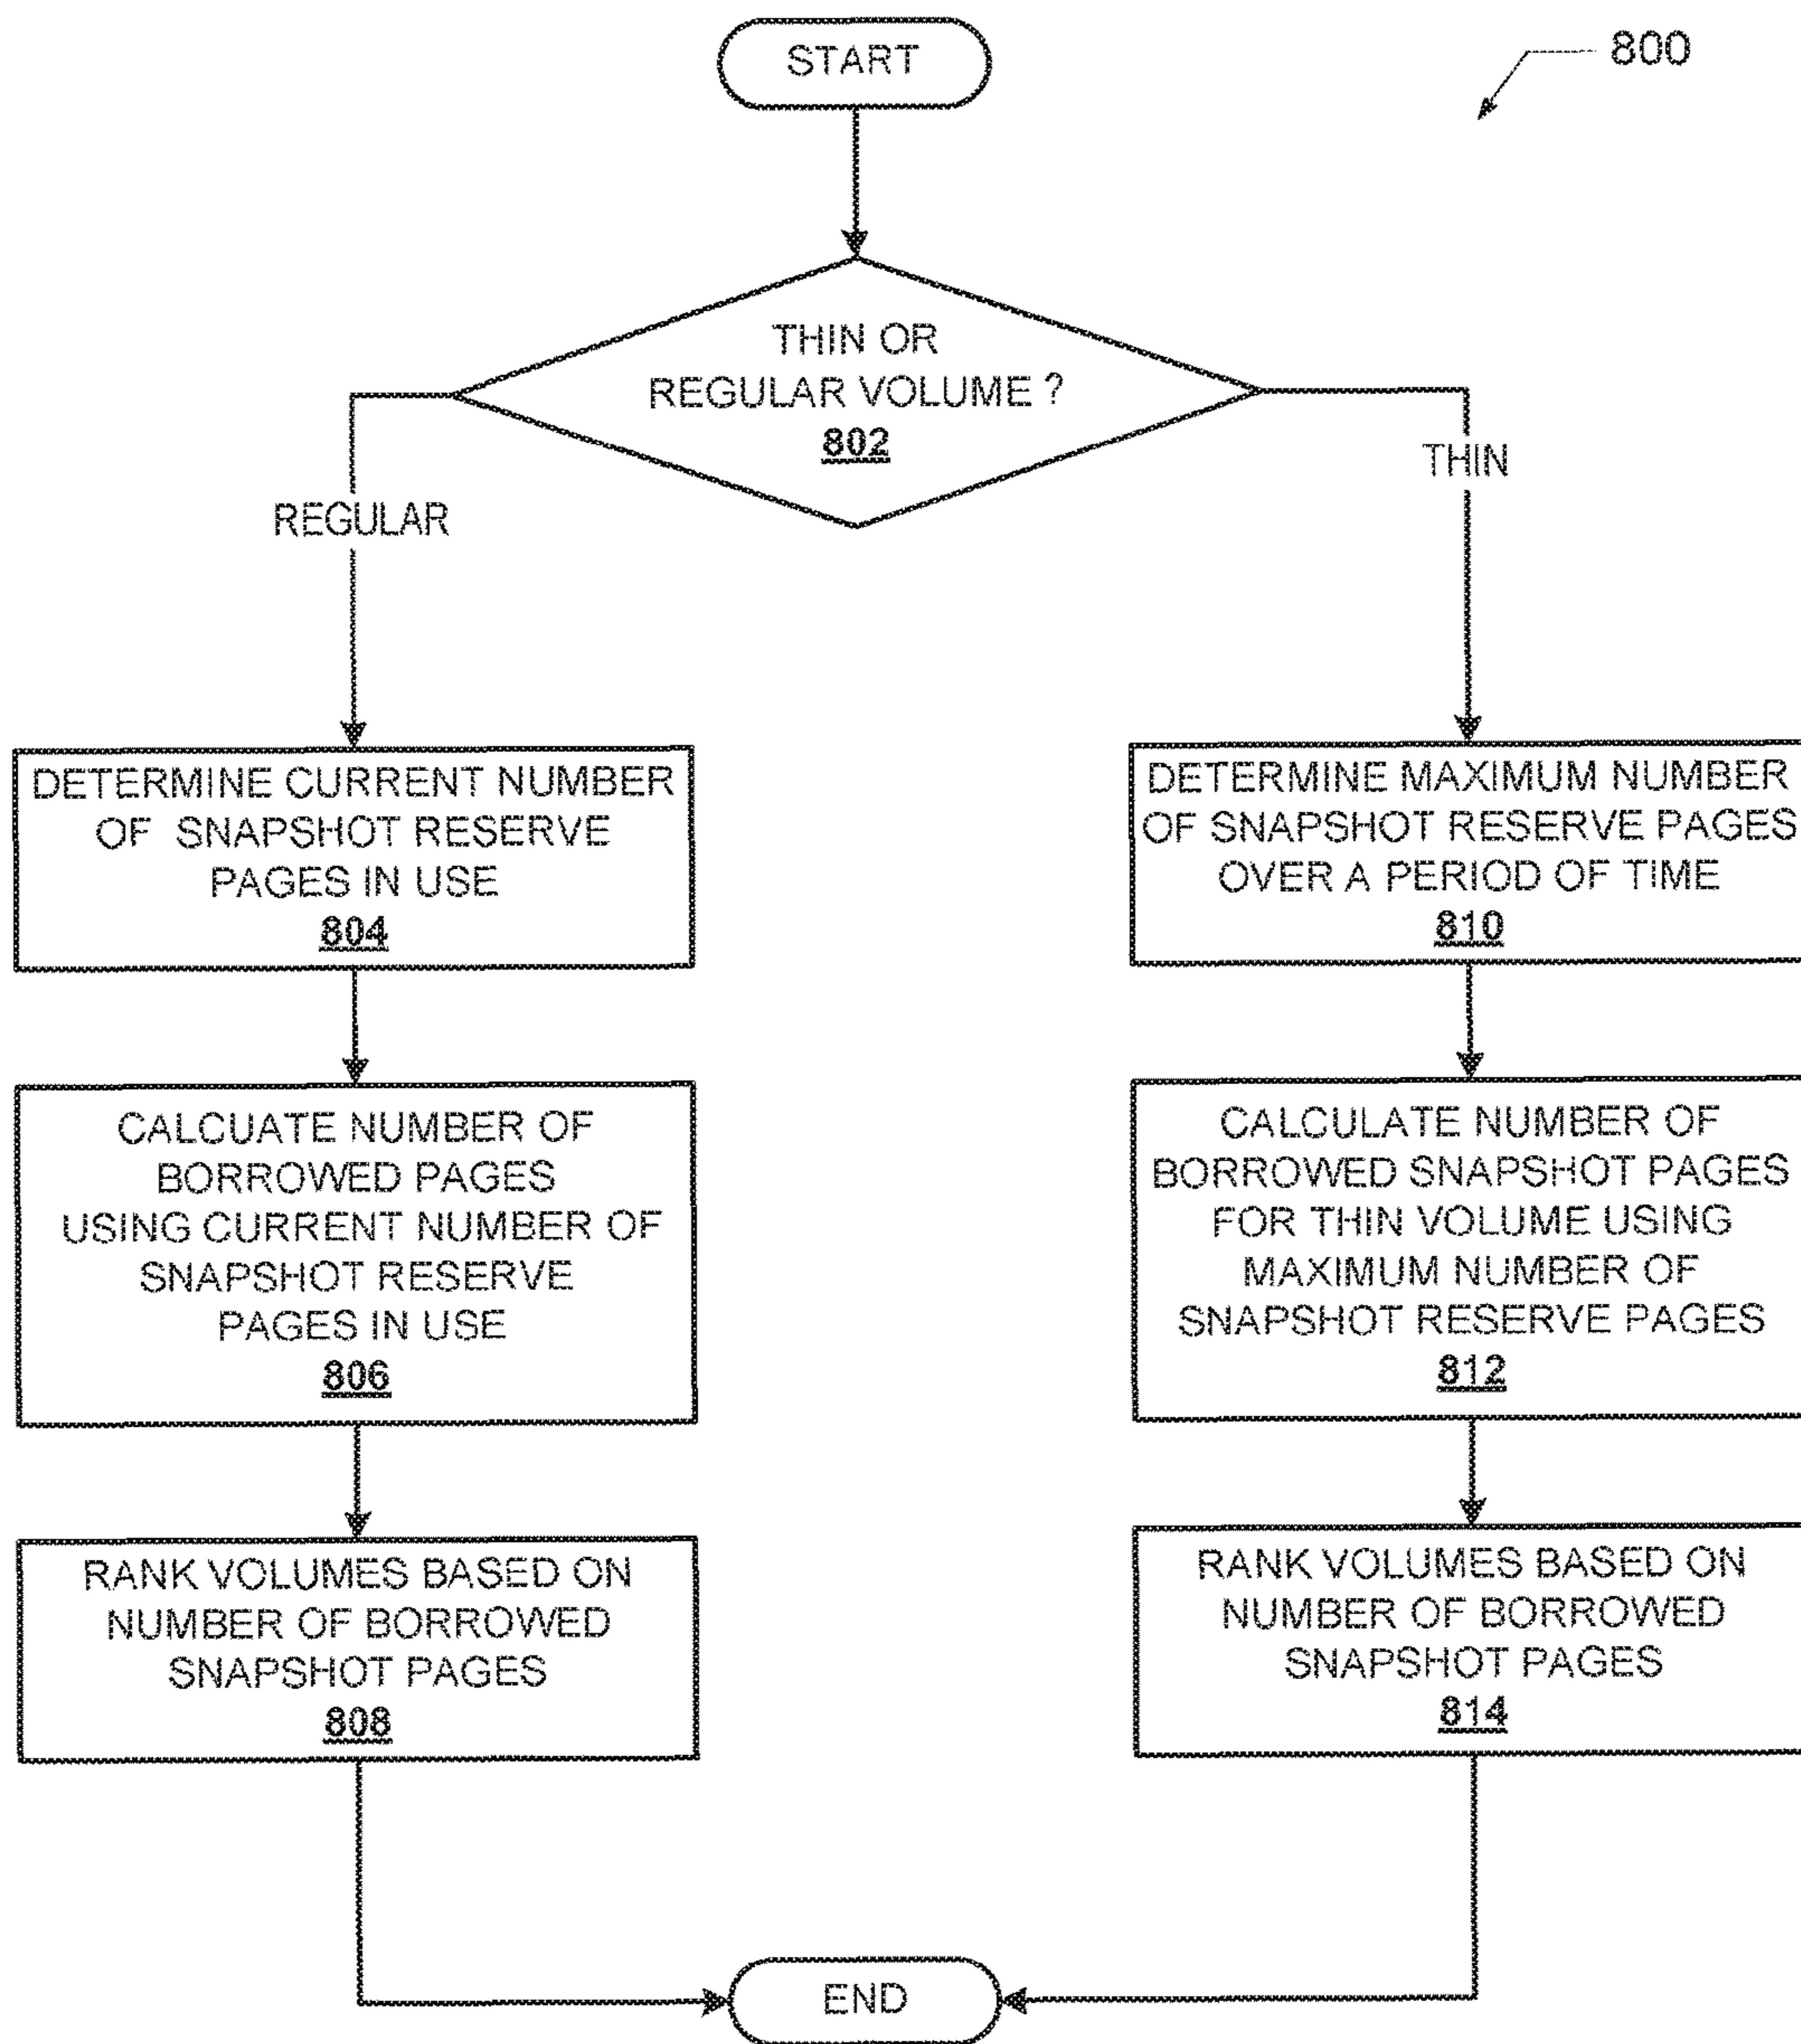 START
800
THIN OR
REGULAR VOLUME ?
802
REGULAR
THIN
DETERMINE CURRENT NUMBER
OF SNAPSHOT RESERVE
PAGES IN USE
804
CALCUATE NUMBER OF
BORROWED PAGES
USING CURRENT NUMBER OF
SNAPSHOT RESERVE
PAGES IN USE
806
RANK VOLUMES BASED ON
NUMBER OF BORROWED
SNAPSHOT PAGES
808
DETERMINE MAXIMUM NUMBER
OF SNAPSHOT RESERVE PAGES
OVER A PERIOD OF TIME
810
CALCULATE NUMBER OF
BORROWED SNAPSHOT PAGES
FOR THIN VOLUME USING
MAXIMUM NUMBER OF
SNAPSHOT RESERVE PAGES
812
RANK VOLUMES BASED ON
NUMBER OF BORROWED
SNAPSHOT PAGES
814
END